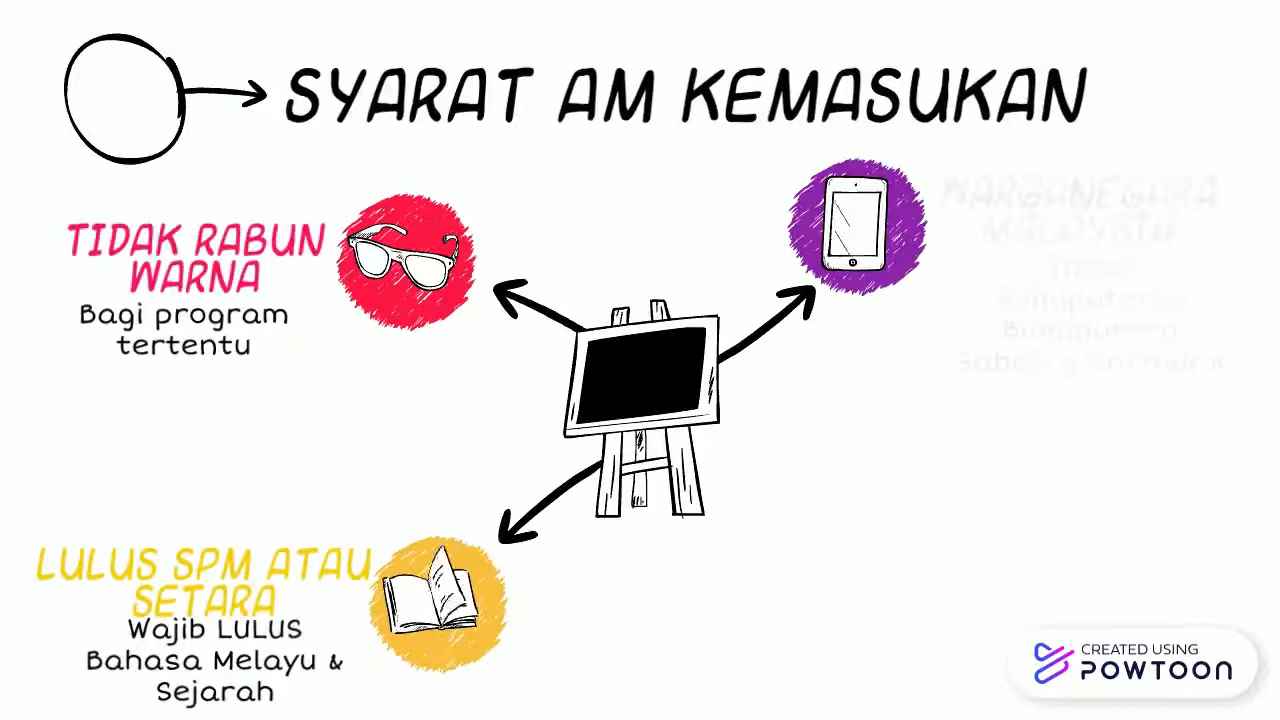 SYARAT AM KEMASUKAN
TIDAK RABUN
WARNA
Bagi program
tertentu
WARGANEGARA
LULUS SPM ATAU
SETARA
Wajib LULUS
Bahasa Melayu &
Sejarah
CREATED USING
POWTOON